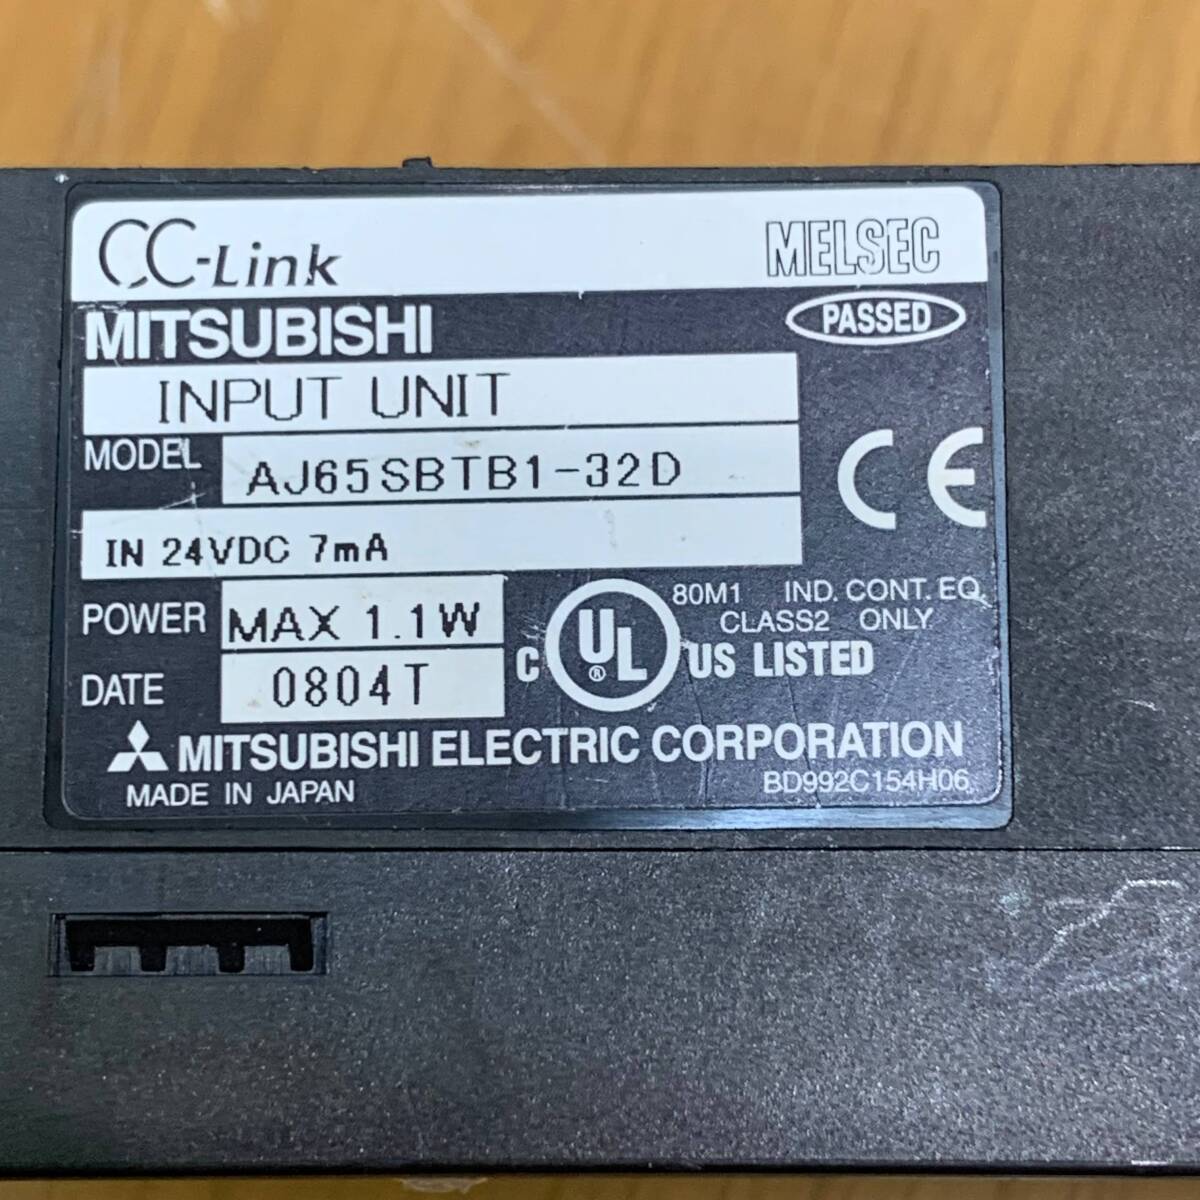 CC-Link MELSEC
MITSUBISHI PASSED
INPUT UNIT
MODEL AJ65SBTB1-32D
CE
IN 24VDC 7mA
POWER MAX 1.1W
80M1 IND. CONT. EQ.
CLASS2 ONLY
DATE 0804T
C UL ® US LISTED
MITSUBISHI ELECTRIC CORPORATION
MADE IN JAPAN BD992C154H06